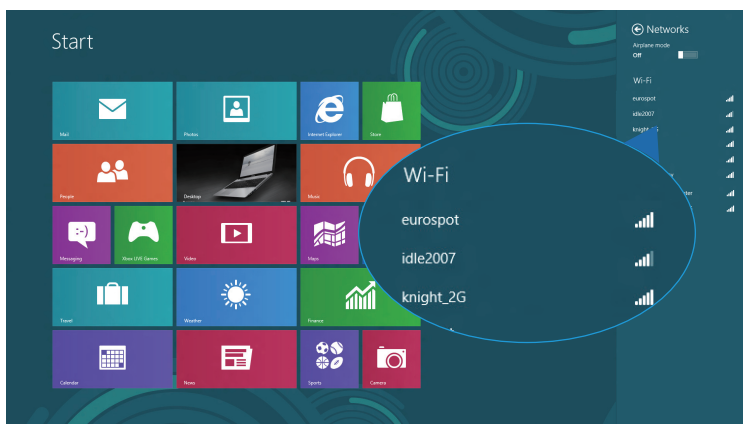 Start
Networks
Airplane mode
Off
Wi-Fi
eurospot
idle2007
knight
Mail
Photos
Internet Explorer
Store
People
Desktop
Music
Messaging
Xbox LIVE Games
Video
Maps
Travel
Weather
Finance
Calendar
News
Sports
Camera
Wi-Fi
eurospot
idle2007
knight_2G